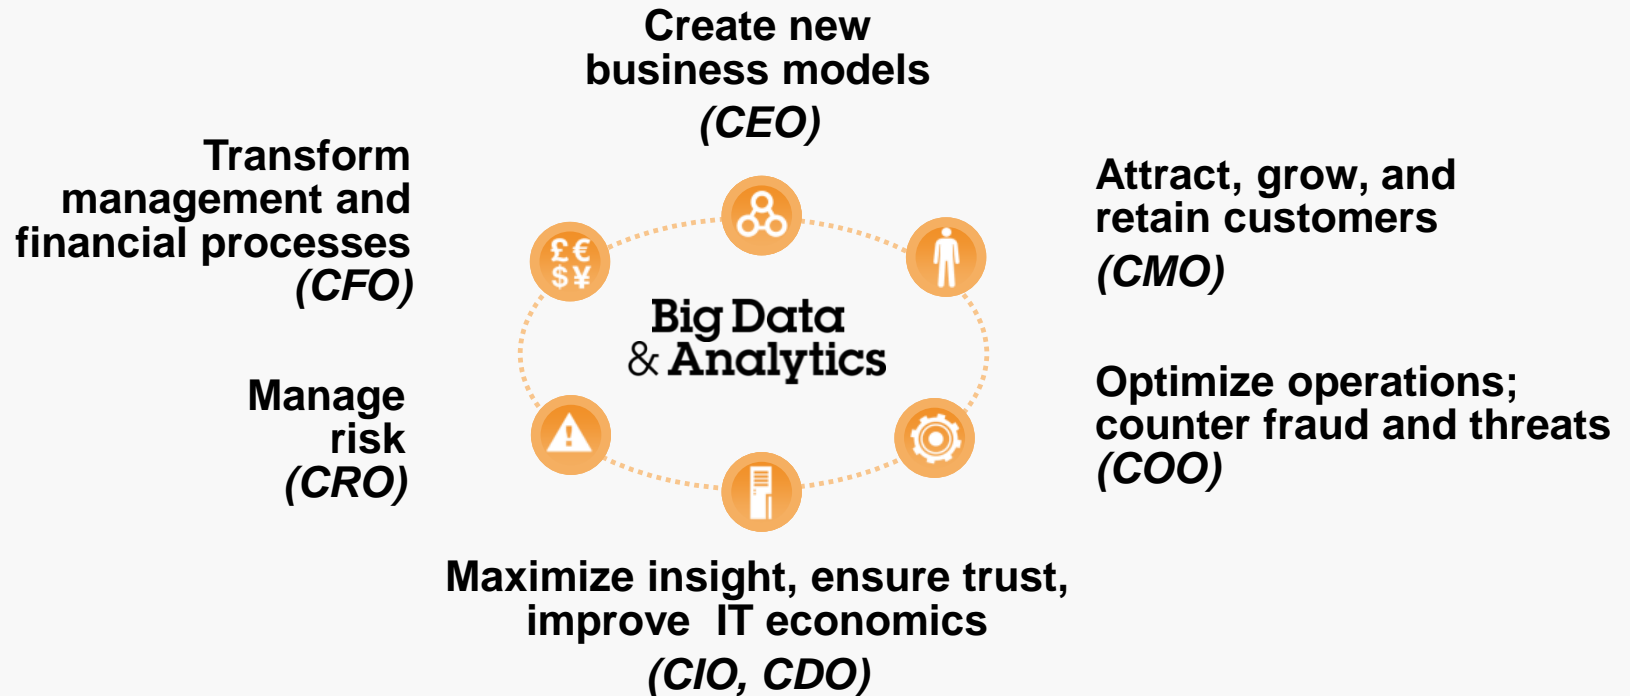 Create new
business models
(CEO)
Transform
management and
financial processes
(CFO)
Attract, grow, and
retain customers
(CMO)
£€
$¥
Big Data
& Analytics
Manage
risk
(CRO)
Optimize operations;
counter fraud and threats
(COO)
Maximize insight, ensure trust,
improve  IT economics
(CIO, CDO)